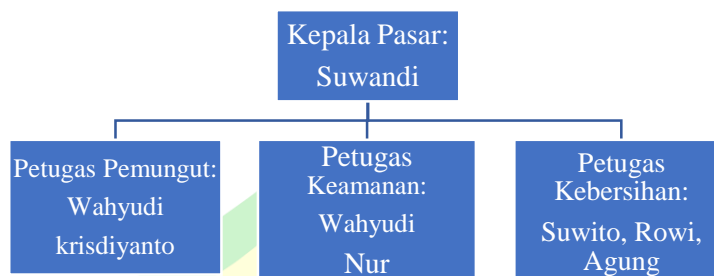 Kepala Pasar:
Suwandi
Petugas Pemungut:
Wahyudi
krisdiyanto
Petugas
Keamanan:
Wahyudi
Nur
Petugas
Kebersihan:
Suwito, Rowi,
Agung